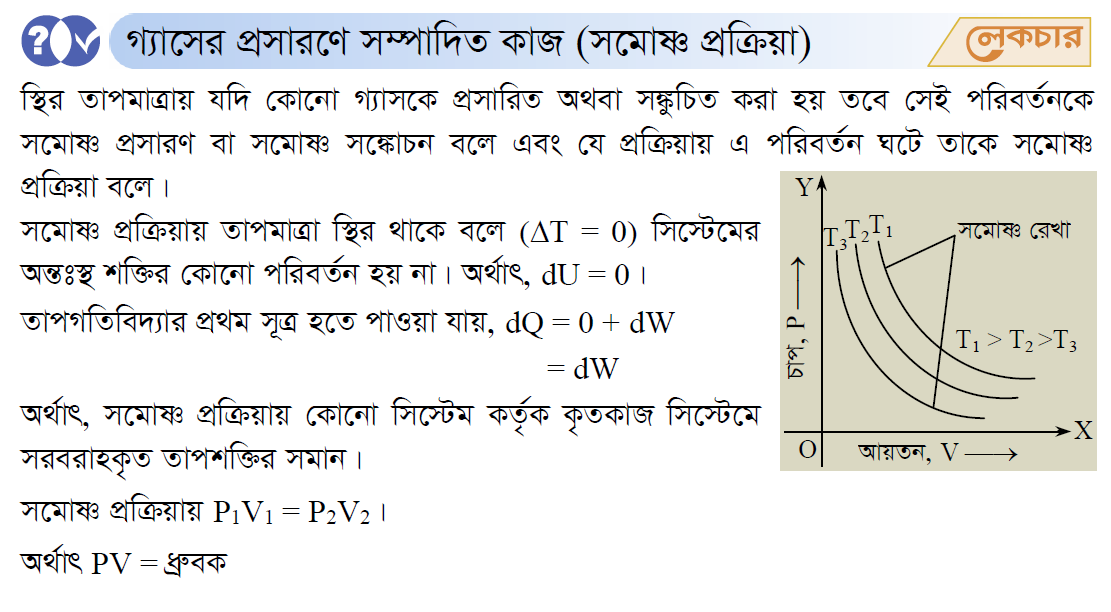 গ্যাসের প্রসারণে সম্পাদিত কাজ (সমোষ্ণ প্রক্রিয়া)
লেকচার
স্থির তাপমাত্রায় যদি কোনো গ্যাসকে প্রসারিত অথবা সঙ্কুচিত করা হয় তবে সেই পরিবর্তনকে
সমোষ্ণ প্রসারণ বা সমোষ্ণ সঙ্কোচন বলে এবং যে প্রক্রিয়ায় এ পরিবর্তন ঘটে তাকে সমোষ্ণ
প্রক্রিয়া বলে।
সমোষ্ণ প্রক্রিয়ায় তাপমাত্রা স্থির থাকে বলে (ΔT = 0) সিস্টেমের
অন্তঃস্থ শক্তির কোনো পরিবর্তন হয় না। অর্থাৎ, dU = 0।
তাপগতিবিদ্যার প্রথম সূত্র হতে পাওয়া যায়, dQ = 0 + dW
= dW
অর্থাৎ, সমোষ্ণ প্রক্রিয়ায় কোনো সিস্টেম কর্তৃক কৃতকাজ সিস্টেমে
সরবরাহকৃত তাপশক্তির সমান।
সমোষ্ণ প্রক্রিয়ায় P₁V₁ = P₂V₂।
অর্থাৎ PV = ধ্রুবক
Y
T₃ T₂ T₁
সমোষ্ণ রেখা
চাপ, P ⟶
T₁ > T₂ >T₃
X
O
আয়তন, V ⟶